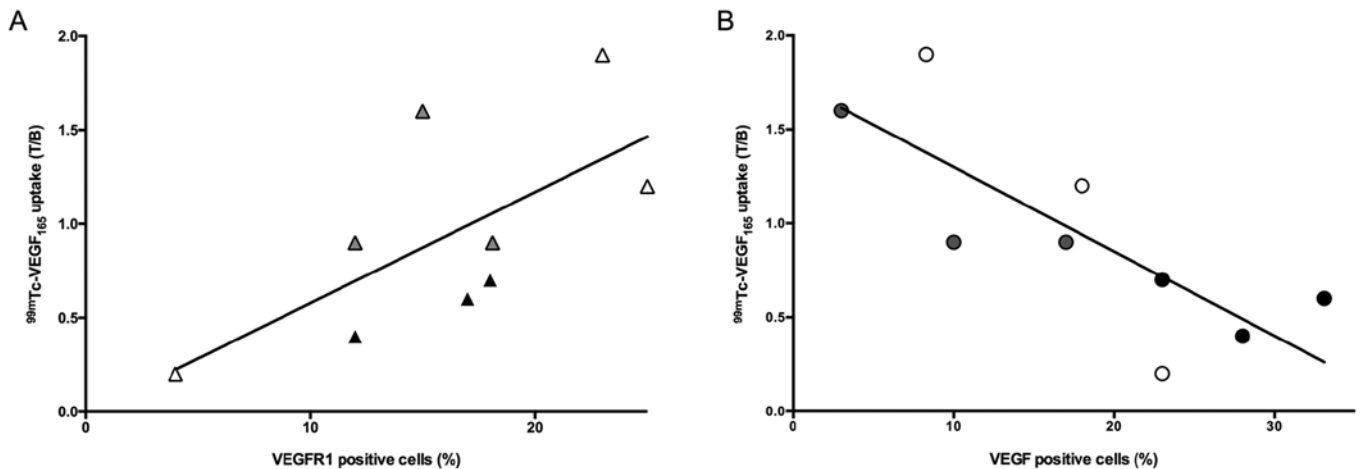 A
2.0
1.5
1.0
0.5
0.0
99mTc-VEGF165 uptake (T/B)
0
10
20
VEGFR1 positive cells (%)
B
2.0
1.5
1.0
0.5
0.0
99mTc-VEGF165 uptake (T/B)
0
10
20
30
VEGF positive cells (%)